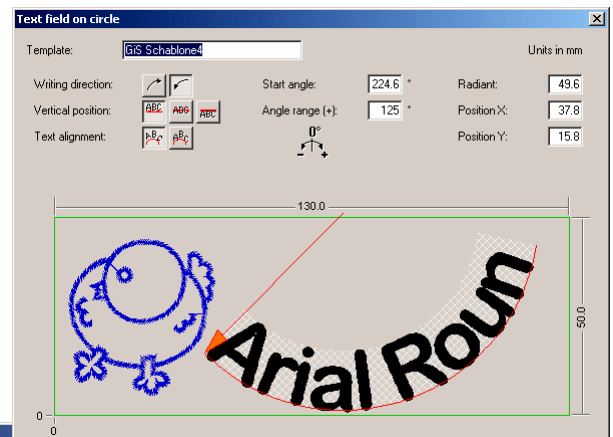 Text field on circle
Template: GiS Schablone4 Units in mm
Writing direction: Start angle: 224.6 ° Radiant: 49.6
Vertical position: ABC ABC ABC Angle range (+): 125 ° Position X: 37.8
Text alignment: ABC ABC 0° Position Y: 15.8
- +
130.0
Arial Roun
50.0
0
0